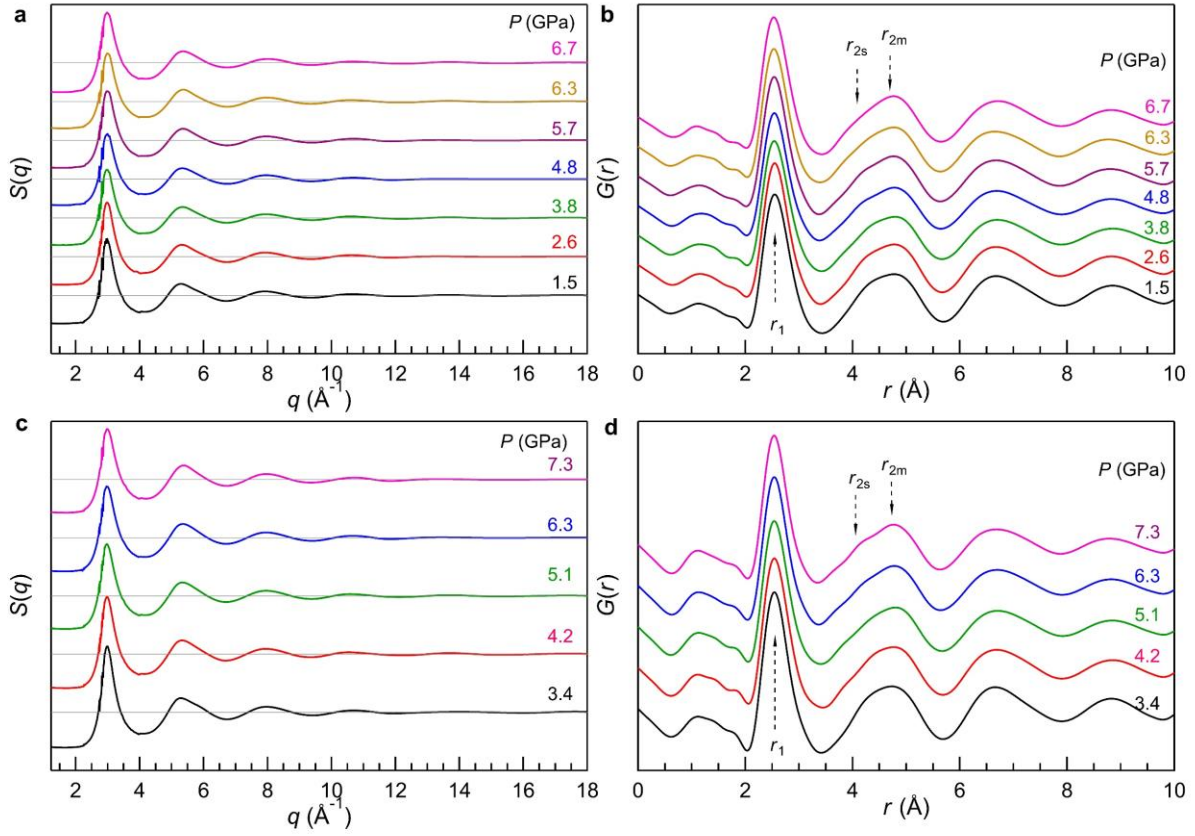 a
P (GPa)
6.7
6.3
5.7
4.8
3.8
2.6
1.5
S(q)
2 4 6 8 10 12 14 16 18
q (Å⁻¹)
b
r2s
r2m
P (GPa)
6.7
6.3
5.7
4.8
3.8
2.6
1.5
r1
G(r)
0 2 4 6 8 10
r (Å)
c
P (GPa)
7.3
6.3
5.1
4.2
3.4
S(q)
2 4 6 8 10 12 14 16 18
q (Å⁻¹)
d
r2s
r2m
P (GPa)
7.3
6.3
5.1
4.2
3.4
r1
G(r)
0 2 4 6 8 10
r (Å)